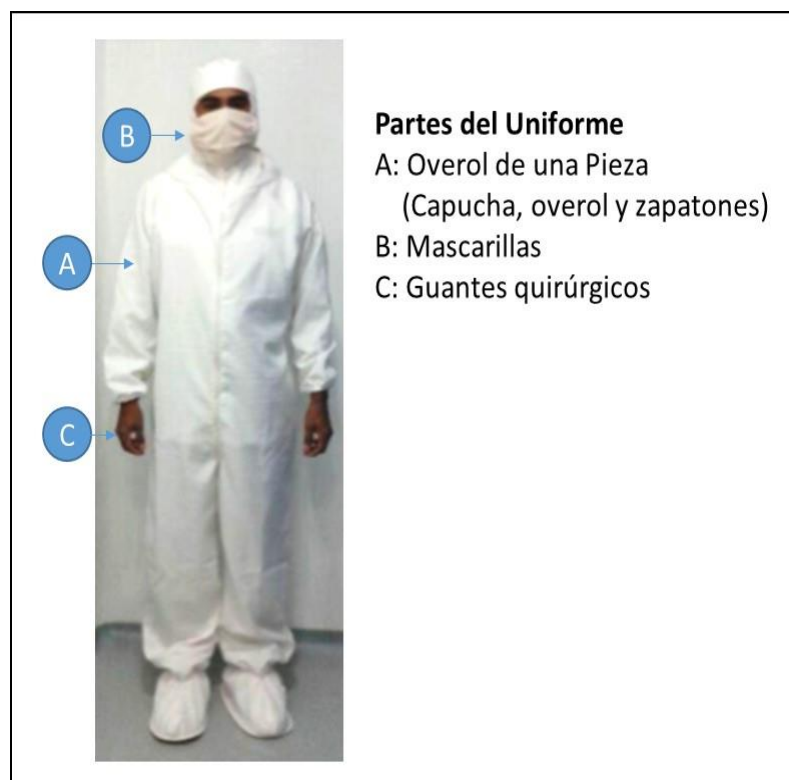 B
A
C
Partes del Uniforme
A: Overol de una Pieza
(Capucha, overol y zapatones)
B: Mascarillas
C: Guantes quirúrgicos